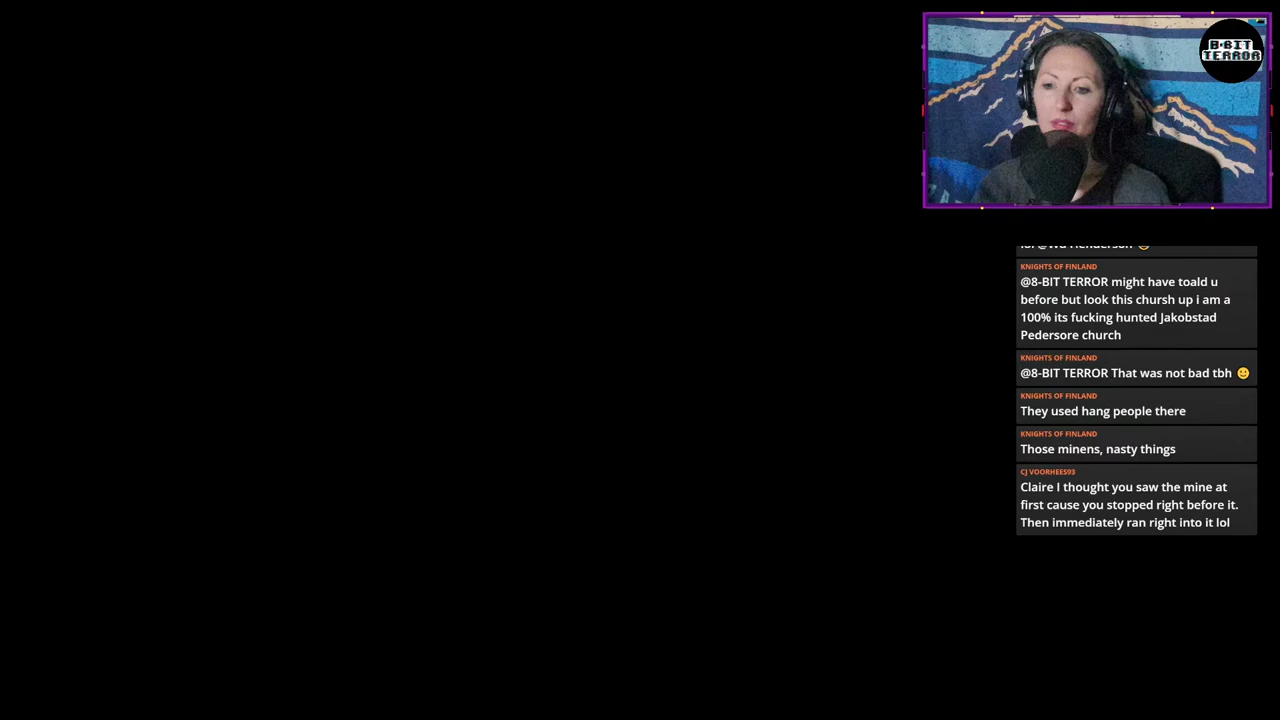 8-BIT
TERROR
KNIGHTS OF FINLAND
@8-BIT TERROR might have toald u
before but look this chursh up i am a
100% its fucking hunted Jakobstad
Pedersore church
KNIGHTS OF FINLAND
@8-BIT TERROR That was not bad tbh 🙂
KNIGHTS OF FINLAND
They used hang people there
KNIGHTS OF FINLAND
Those minens, nasty things
CJ VOORHEES93
Claire I thought you saw the mine at
first cause you stopped right before it.
Then immediately ran right into it lol